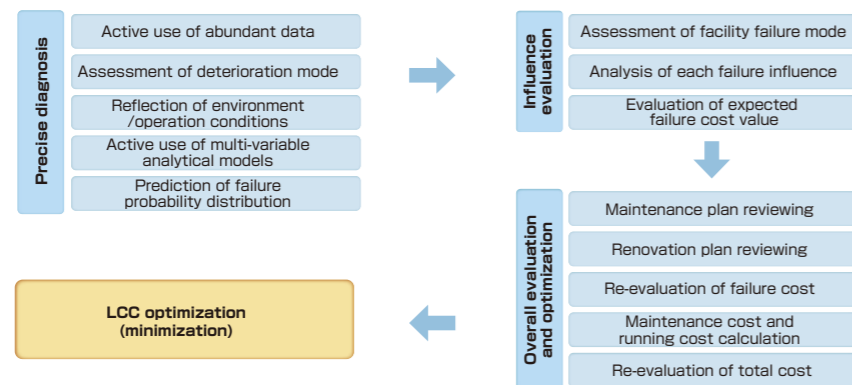 Precise diagnosis
Active use of abundant data
Assessment of deterioration mode
Reflection of environment
/operation conditions
Active use of multi-variable
analytical models
Prediction of failure
probability distribution
Influence
evaluation
Assessment of facility failure mode
Analysis of each failure influence
Evaluation of expected
failure cost value
Overall evaluation
and optimization
Maintenance plan reviewing
Renovation plan reviewing
Re-evaluation of failure cost
Maintenance cost and
running cost calculation
Re-evaluation of total cost
LCC optimization
(minimization)